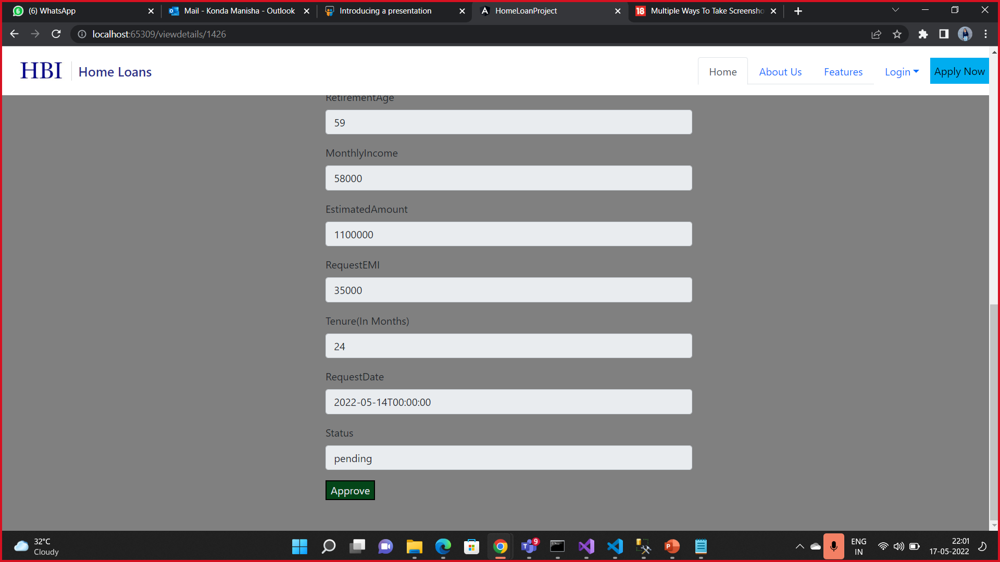 (6) WhatsApp
Mail - Konda Manisha - Outlook
Introducing a presentation
HomeLoanProject
Multiple Ways To Take Screensho
localhost:65309/viewdetails/1426
HBI Home Loans
Home
About Us
Features
Login
Apply Now
RetirementAge
59
MonthlyIncome
58000
EstimatedAmount
1100000
RequestEMI
35000
Tenure(In Months)
24
RequestDate
2022-05-14T00:00:00
Status
pending
Approve
32°C
Cloudy
9
ENG
IN
22:01
17-05-2022